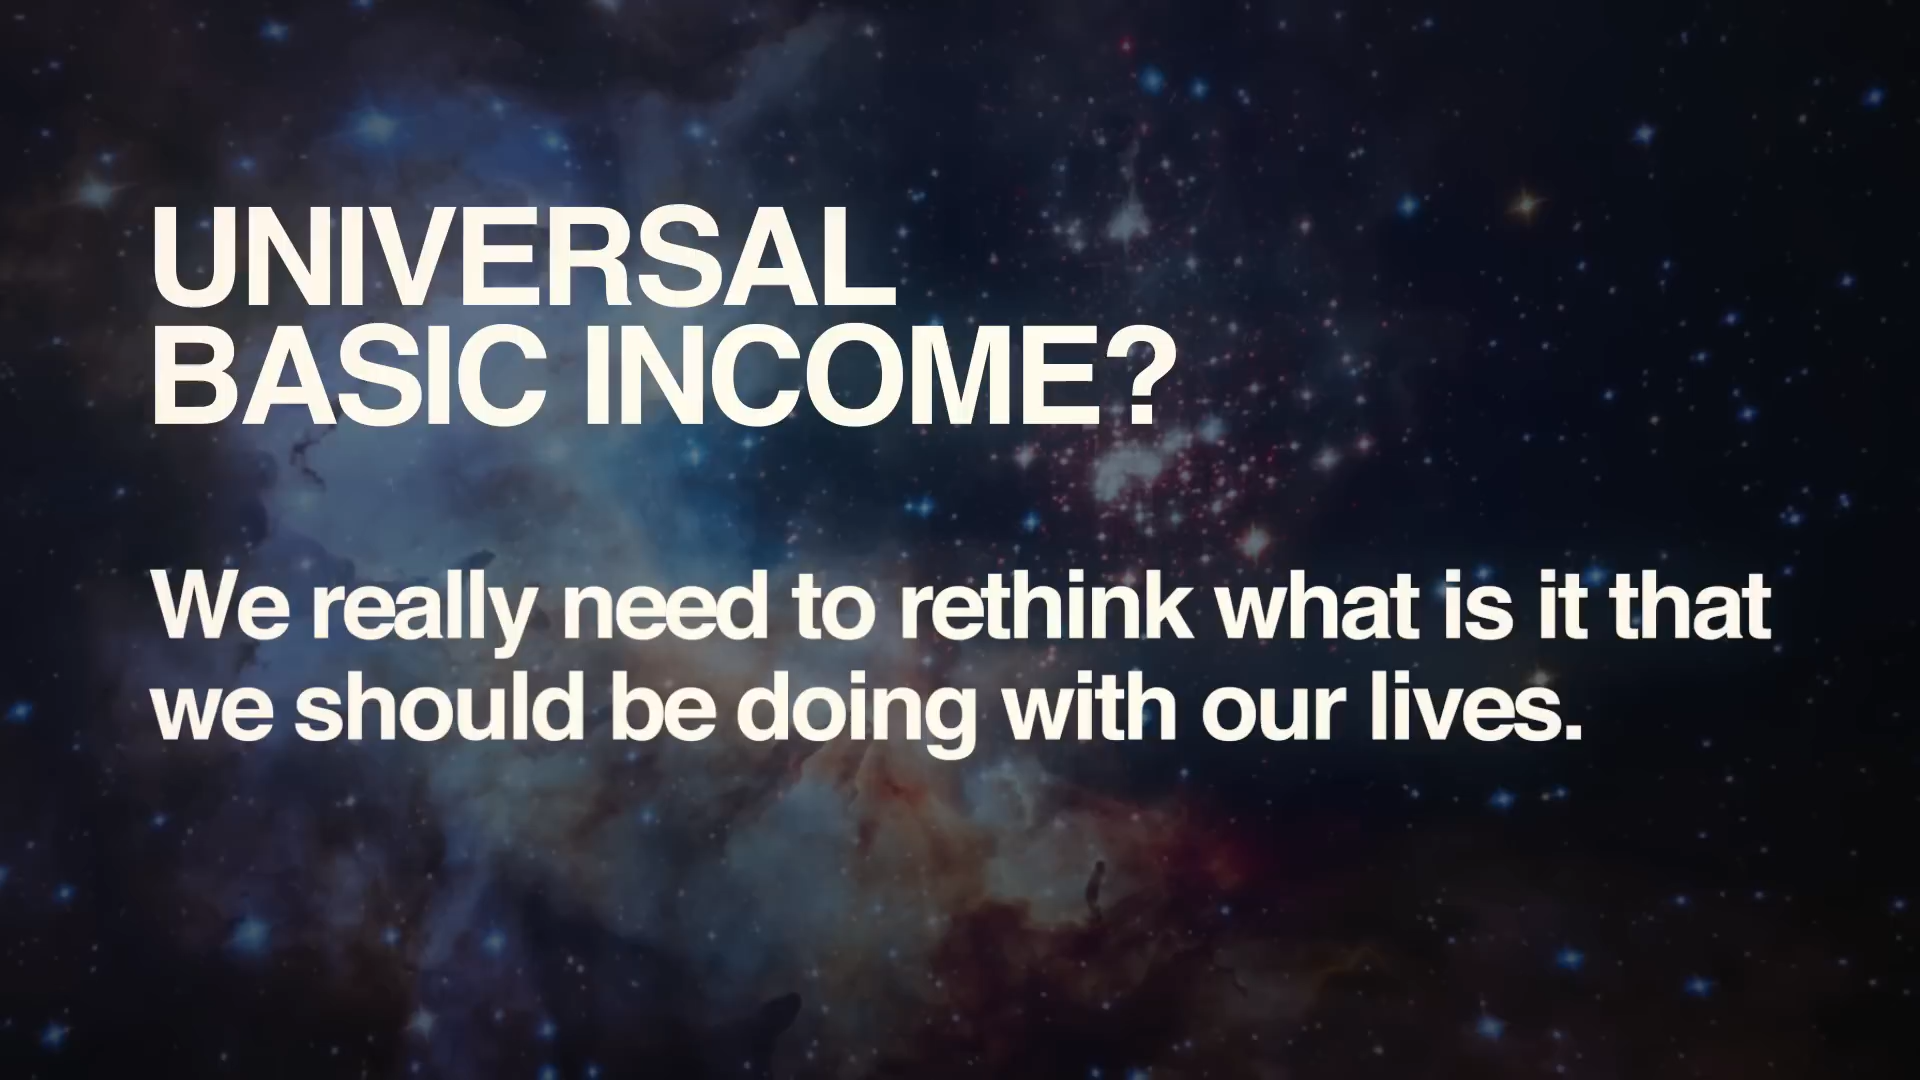 UNIVERSAL
BASIC INCOME?
We really need to rethink what is it that
we should be doing with our lives.